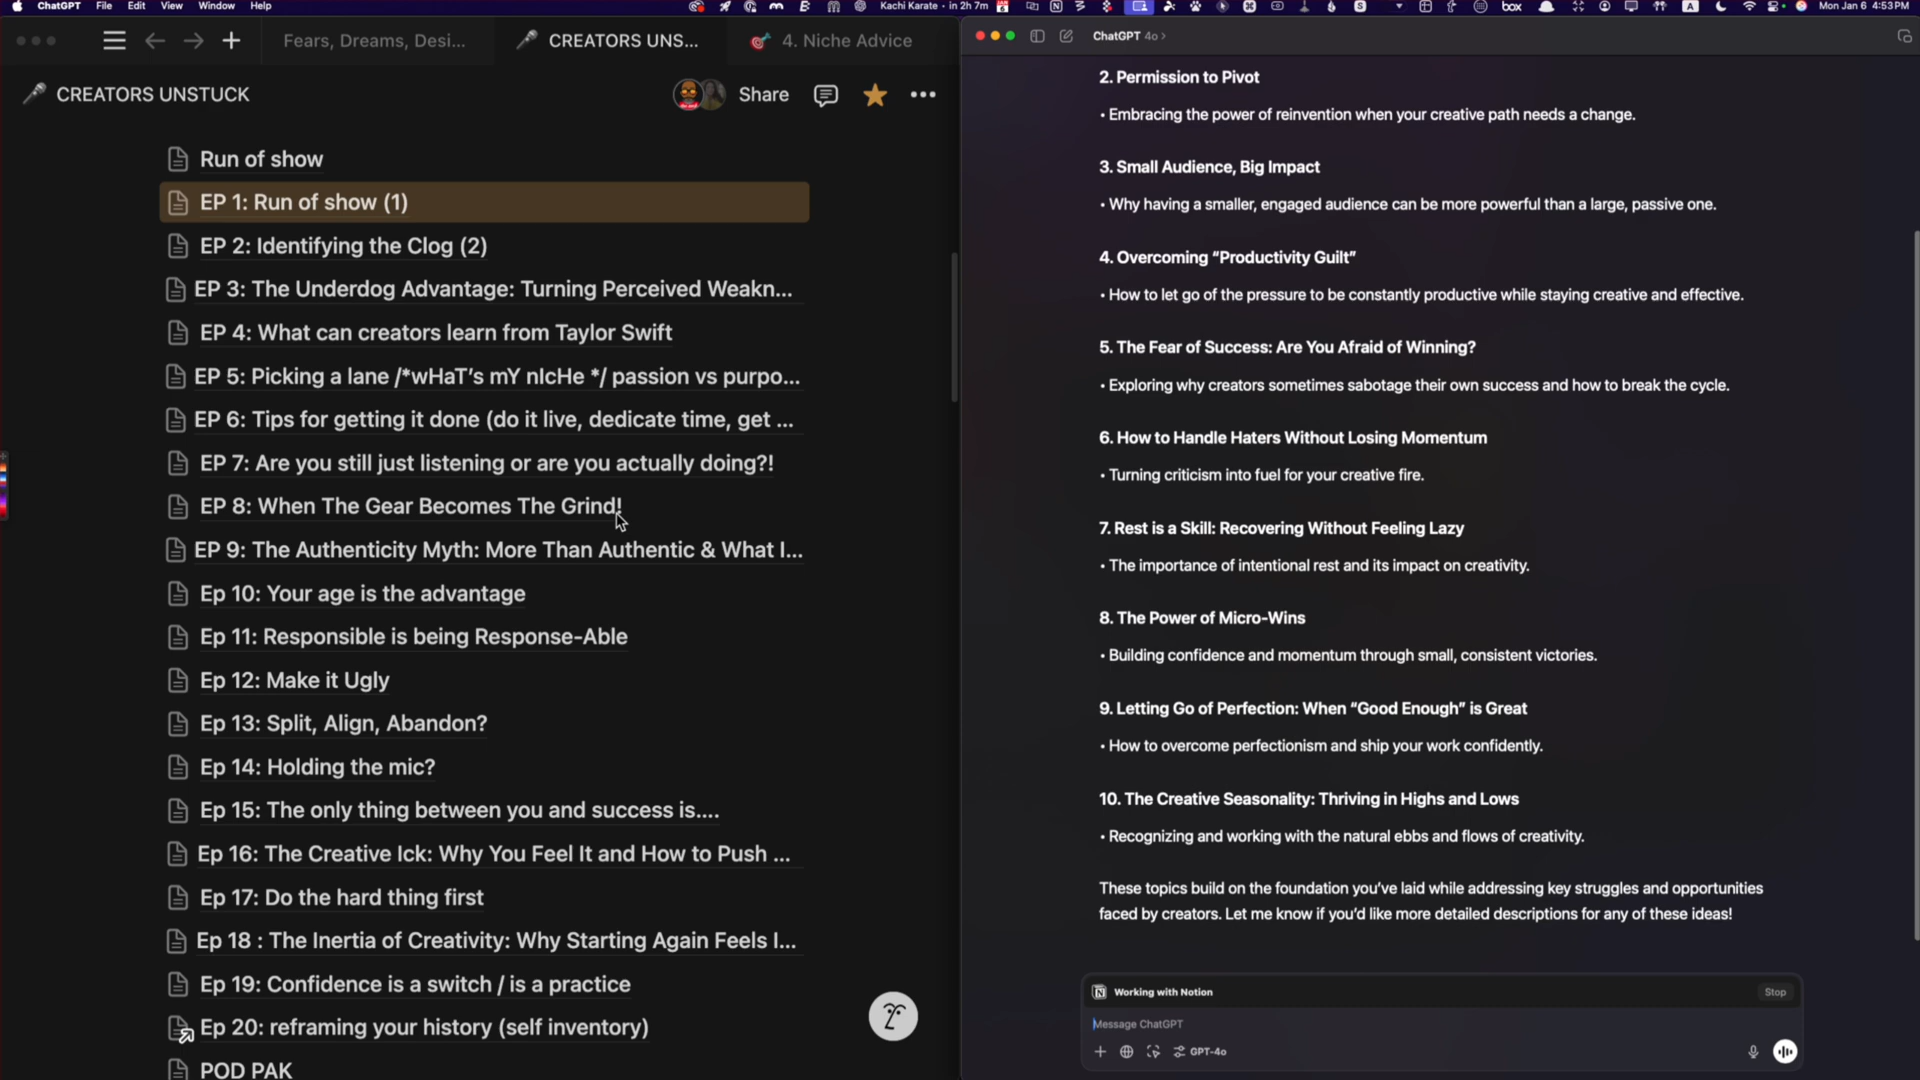 ChatGPT File Edit View Window Help
Kachi Karate • in 2h 7m
box
Mon Jan 6 4:53PM
Fears, Dreams, Desi...
CREATORS UNS...
4. Niche Advice
CREATORS UNSTUCK
Share
Run of show
EP 1: Run of show (1)
EP 2: Identifying the Clog (2)
EP 3: The Underdog Advantage: Turning Perceived Weakn...
EP 4: What can creators learn from Taylor Swift
EP 5: Picking a lane /*wHaT's mY nIcHe */ passion vs purpo...
EP 6: Tips for getting it done (do it live, dedicate time, get ...
EP 7: Are you still just listening or are you actually doing?!
EP 8: When The Gear Becomes The Grind!
EP 9: The Authenticity Myth: More Than Authentic & What I...
Ep 10: Your age is the advantage
Ep 11: Responsible is being Response-Able
Ep 12: Make it Ugly
Ep 13: Split, Align, Abandon?
Ep 14: Holding the mic?
Ep 15: The only thing between you and success is....
Ep 16: The Creative Ick: Why You Feel It and How to Push ...
Ep 17: Do the hard thing first
Ep 18 : The Inertia of Creativity: Why Starting Again Feels I...
Ep 19: Confidence is a switch / is a practice
Ep 20: reframing your history (self inventory)
POD PAK
ChatGPT 4o >
2. Permission to Pivot
• Embracing the power of reinvention when your creative path needs a change.
3. Small Audience, Big Impact
• Why having a smaller, engaged audience can be more powerful than a large, passive one.
4. Overcoming “Productivity Guilt”
• How to let go of the pressure to be constantly productive while staying creative and effective.
5. The Fear of Success: Are You Afraid of Winning?
• Exploring why creators sometimes sabotage their own success and how to break the cycle.
6. How to Handle Haters Without Losing Momentum
• Turning criticism into fuel for your creative fire.
7. Rest is a Skill: Recovering Without Feeling Lazy
• The importance of intentional rest and its impact on creativity.
8. The Power of Micro-Wins
• Building confidence and momentum through small, consistent victories.
9. Letting Go of Perfection: When “Good Enough” is Great
• How to overcome perfectionism and ship your work confidently.
10. The Creative Seasonality: Thriving in Highs and Lows
• Recognizing and working with the natural ebbs and flows of creativity.
These topics build on the foundation you’ve laid while addressing key struggles and opportunities
faced by creators. Let me know if you’d like more detailed descriptions for any of these ideas!
Working with Notion
Stop
Message ChatGPT
GPT-4o